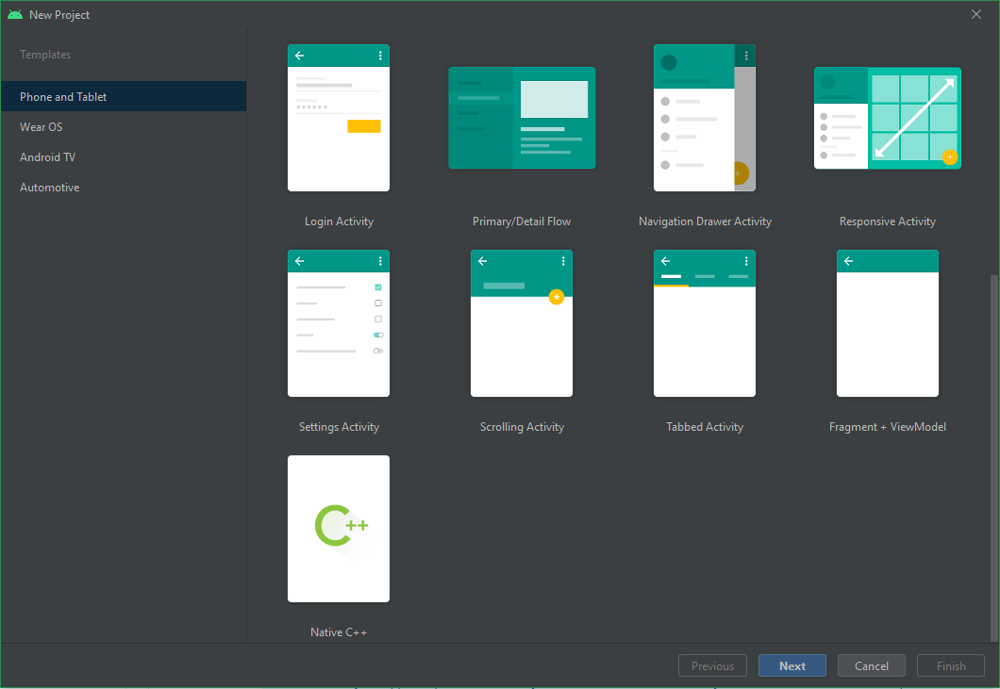 New Project
Templates
Phone and Tablet
Wear OS
Android TV
Automotive
Login Activity
Primary/Detail Flow
Navigation Drawer Activity
Responsive Activity
Settings Activity
Scrolling Activity
Tabbed Activity
Fragment + ViewModel
C++
Native C++
Previous
Next
Cancel
Finish